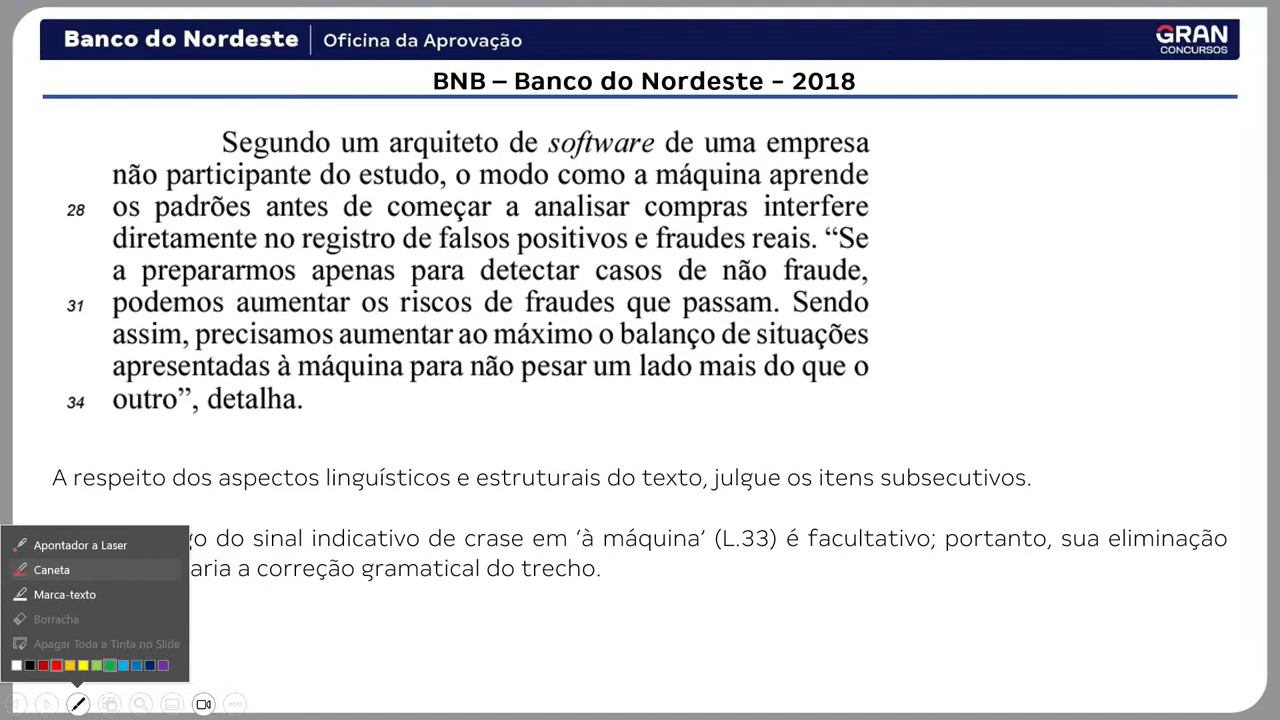 Banco do Nordeste | Oficina da Aprovação
GRAN
CONCURSOS
BNB – Banco do Nordeste - 2018
Segundo um arquiteto de software de uma empresa
não participante do estudo, o modo como a máquina aprende
28 os padrões antes de começar a analisar compras interfere
diretamente no registro de falsos positivos e fraudes reais. “Se
a prepararmos apenas para detectar casos de não fraude,
31 podemos aumentar os riscos de fraudes que passam. Sendo
assim, precisamos aumentar ao máximo o balanço de situações
apresentadas à máquina para não pesar um lado mais do que o
34 outro”, detalha.
A respeito dos aspectos linguísticos e estruturais do texto, julgue os itens subsecutivos.
go do sinal indicativo de crase em ‘à máquina’ (L.33) é facultativo; portanto, sua eliminação
aria a correção gramatical do trecho.
Apontador a Laser
Caneta
Marca-texto
Borracha
Apagar Toda a Tinta no Slide